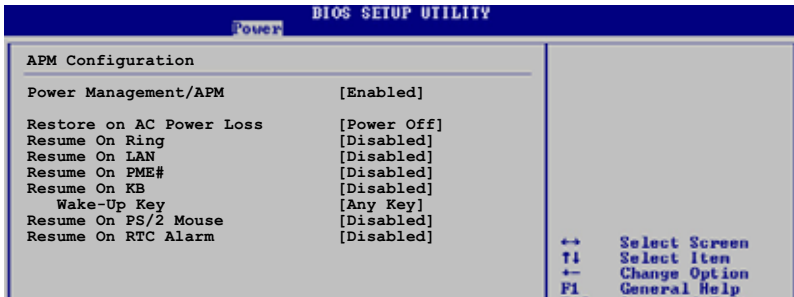 BIOS SETUP UTILITY
Power
APM Configuration
Power Management/APM [Enabled]
Restore on AC Power Loss [Power Off]
Resume On Ring [Disabled]
Resume On LAN [Disabled]
Resume On PME# [Disabled]
Resume On KB [Disabled]
Wake-Up Key [Any Key]
Resume On PS/2 Mouse [Disabled]
Resume On RTC Alarm [Disabled]
←→ Select Screen
↑↓ Select Item
+- Change Option
F1 General Help